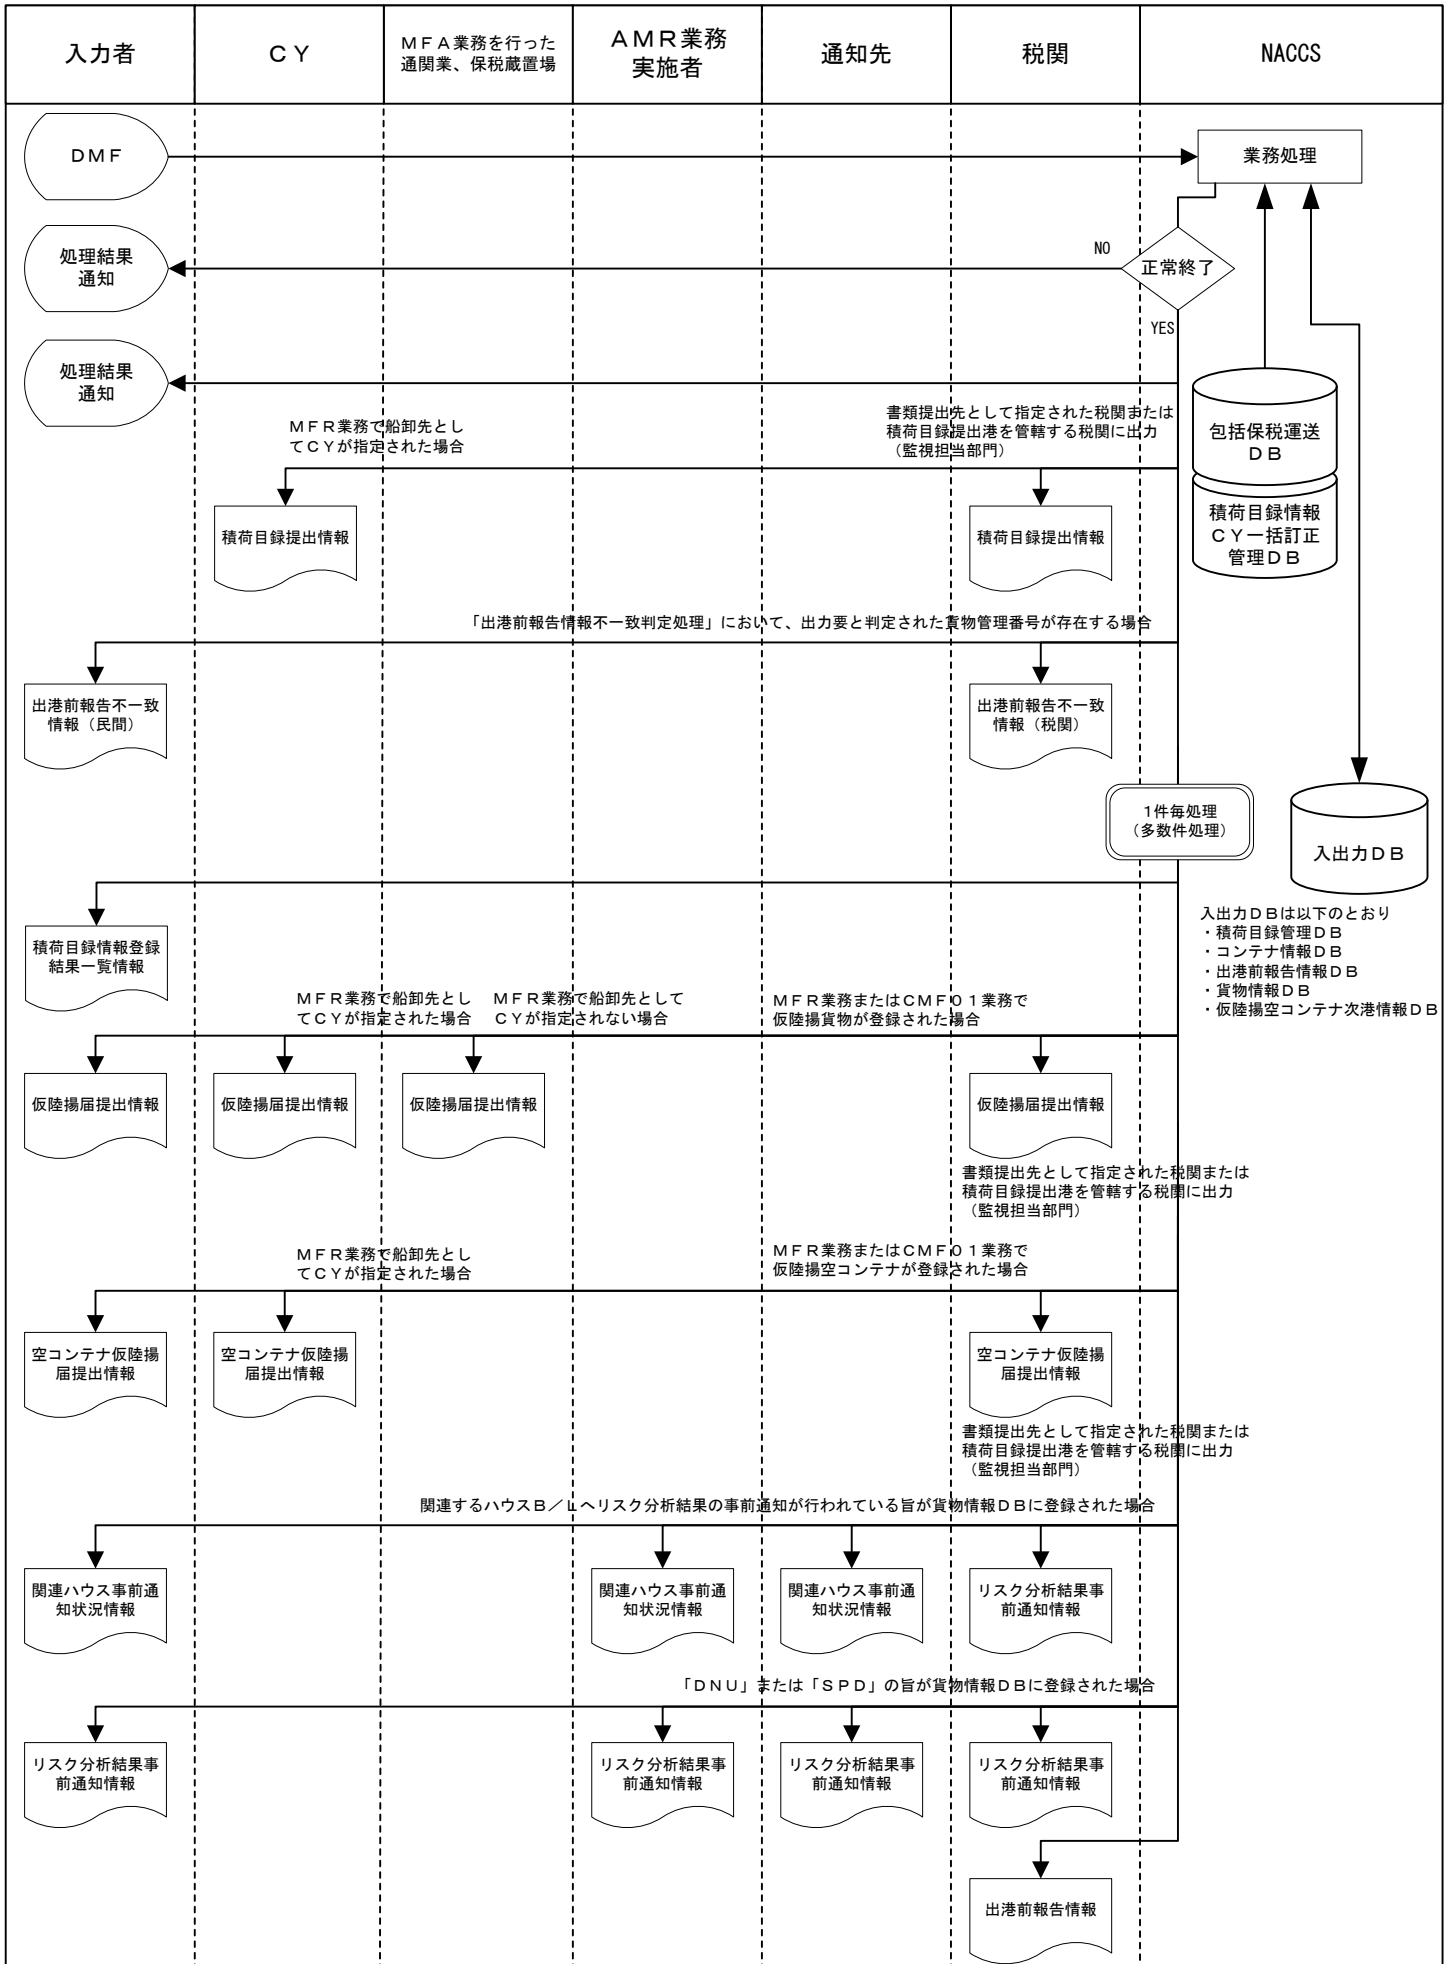 入力者
ＣＹ
ＭＦＡ業務を行った
通関業、保税蔵置場
ＡＭＲ業務
実施者
通知先
税関
NACCS
ＤＭＦ
業務処理
処理結果
通知
NO
正常終了
YES
処理結果
通知
ＭＦＲ業務で船卸先とし
てＣＹが指定された場合
書類提出先として指定された税関または
積荷目録提出港を管轄する税関に出力
（監視担当部門）
包括保税運送
ＤＢ
積荷目録情報
ＣＹ一括訂正
管理ＤＢ
積荷目録提出情報
積荷目録提出情報
「出港前報告情報不一致判定処理」において、出力要と判定された貨物管理番号が存在する場合
出港前報告不一致
情報（民間）
出港前報告不一致
情報（税関）
1件毎処理
（多数件処理）
入出力ＤＢ
入出力ＤＢは以下のとおり
・積荷目録管理ＤＢ
・コンテナ情報ＤＢ
・出港前報告情報ＤＢ
・貨物情報ＤＢ
・仮陸揚空コンテナ次港情報ＤＢ
積荷目録情報登録
結果一覧情報
ＭＦＲ業務で船卸先とし
てＣＹが指定された場合
ＭＦＲ業務で船卸先として
ＣＹが指定されない場合
ＭＦＲ業務またはＣＭＦ０１業務で
仮陸揚貨物が登録された場合
仮陸揚届提出情報
仮陸揚届提出情報
仮陸揚届提出情報
仮陸揚届提出情報
書類提出先として指定された税関または
積荷目録提出港を管轄する税関に出力
（監視担当部門）
ＭＦＲ業務で船卸先とし
てＣＹが指定された場合
ＭＦＲ業務またはＣＭＦ０１業務で
仮陸揚空コンテナが登録された場合
空コンテナ仮陸揚
届提出情報
空コンテナ仮陸揚
届提出情報
空コンテナ仮陸揚
届提出情報
書類提出先として指定された税関または
積荷目録提出港を管轄する税関に出力
（監視担当部門）
関連するハウスＢ／Ｌへリスク分析結果の事前通知が行われている旨が貨物情報ＤＢに登録された場合
関連ハウス事前通
知状況情報
関連ハウス事前通
知状況情報
関連ハウス事前通
知状況情報
リスク分析結果事
前通知情報
「ＤＮＵ」または「ＳＰＤ」の旨が貨物情報ＤＢに登録された場合
リスク分析結果事
前通知情報
リスク分析結果事
前通知情報
リスク分析結果事
前通知情報
リスク分析結果事
前通知情報
出港前報告情報